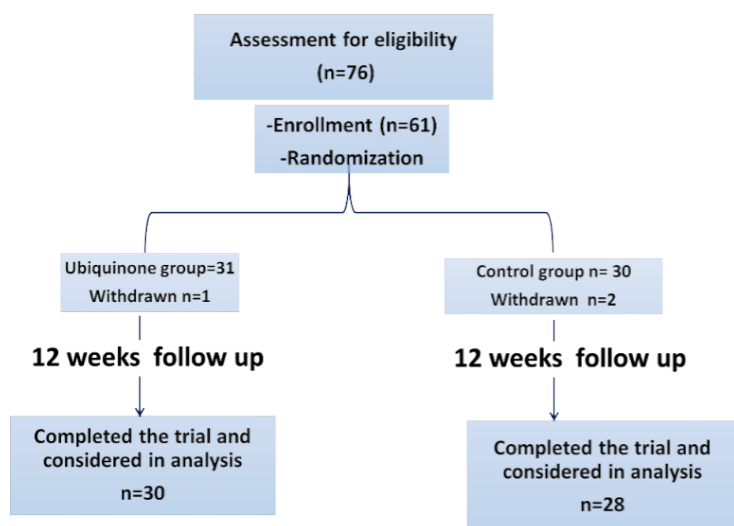 Assessment for eligibility
(n=76)
-Enrollment (n=61)
-Randomization
Ubiquinone group=31
Withdrawn n=1
Control group n= 30
Withdrawn n=2
12 weeks follow up
12 weeks follow up
Completed the trial and
considered in analysis
n=30
Completed the trial and
considered in analysis
n=28